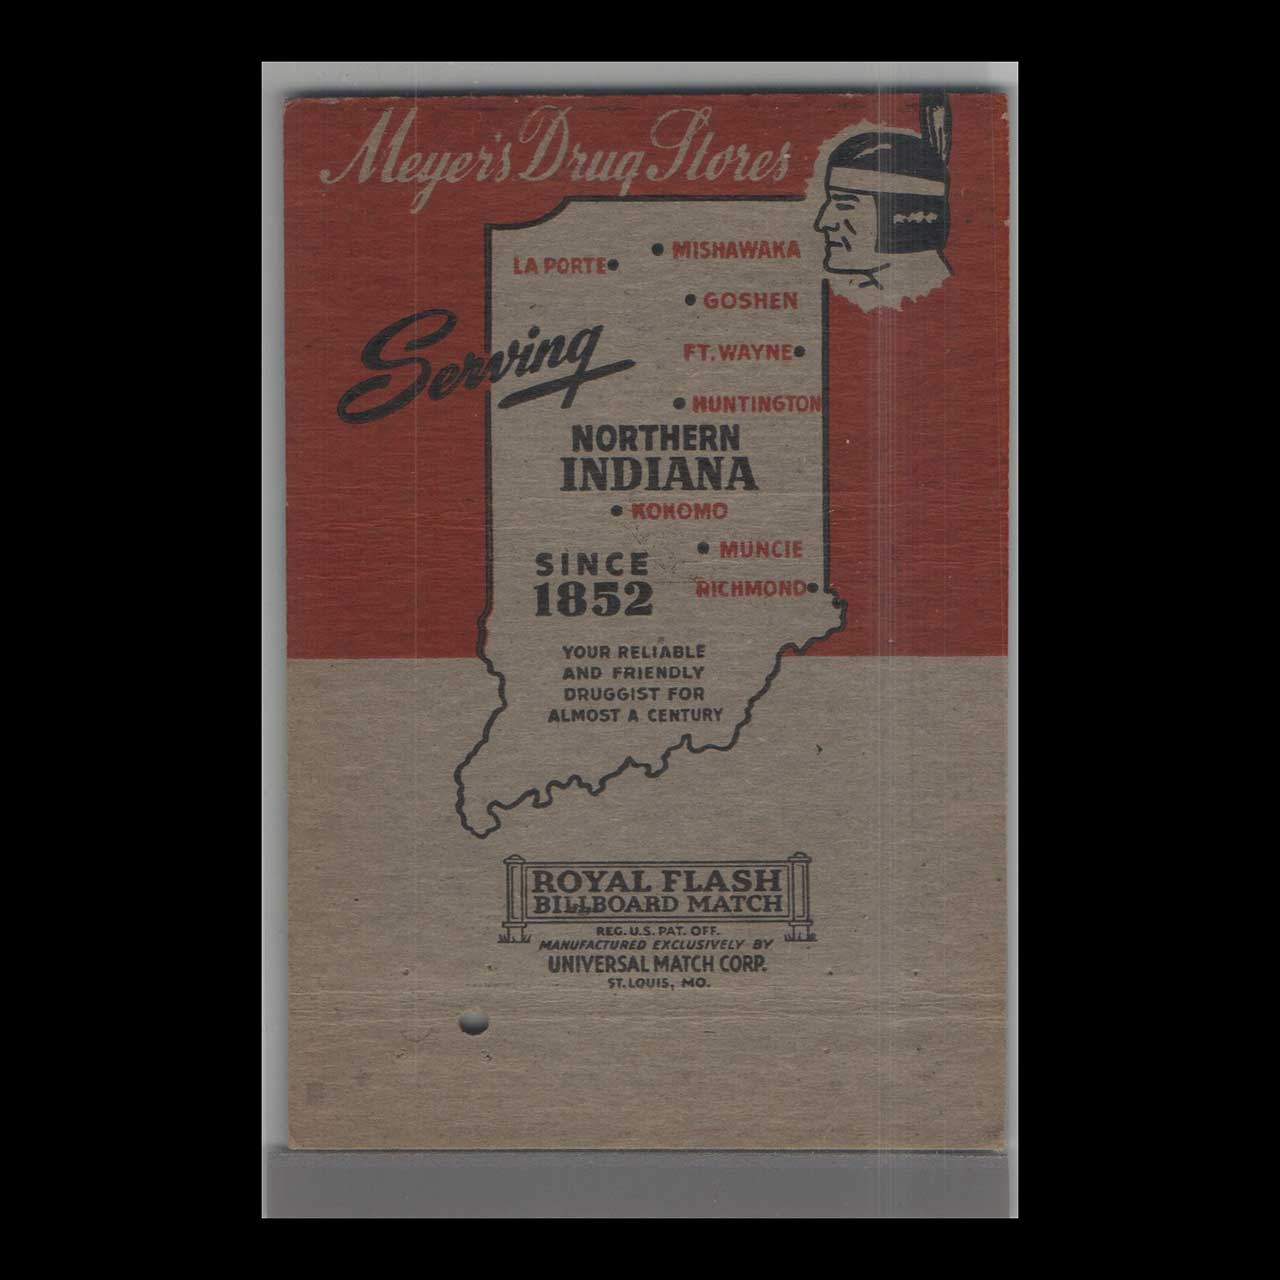 Meyer's Drug Stores
MISHAWAKA
LA PORTE
GOSHEN
Serving
FT. WAYNE
HUNTINGTON
NORTHERN
INDIANA
KOKOMO
MUNCIE
SINCE
1852
RICHMOND
YOUR RELIABLE
AND FRIENDLY
DRUGGIST FOR
ALMOST A CENTURY
ROYAL FLASH
BILLBOARD MATCH
REG. U.S. PAT. OFF.
MANUFACTURED EXCLUSIVELY BY
UNIVERSAL MATCH CORP.
ST. LOUIS, MO.